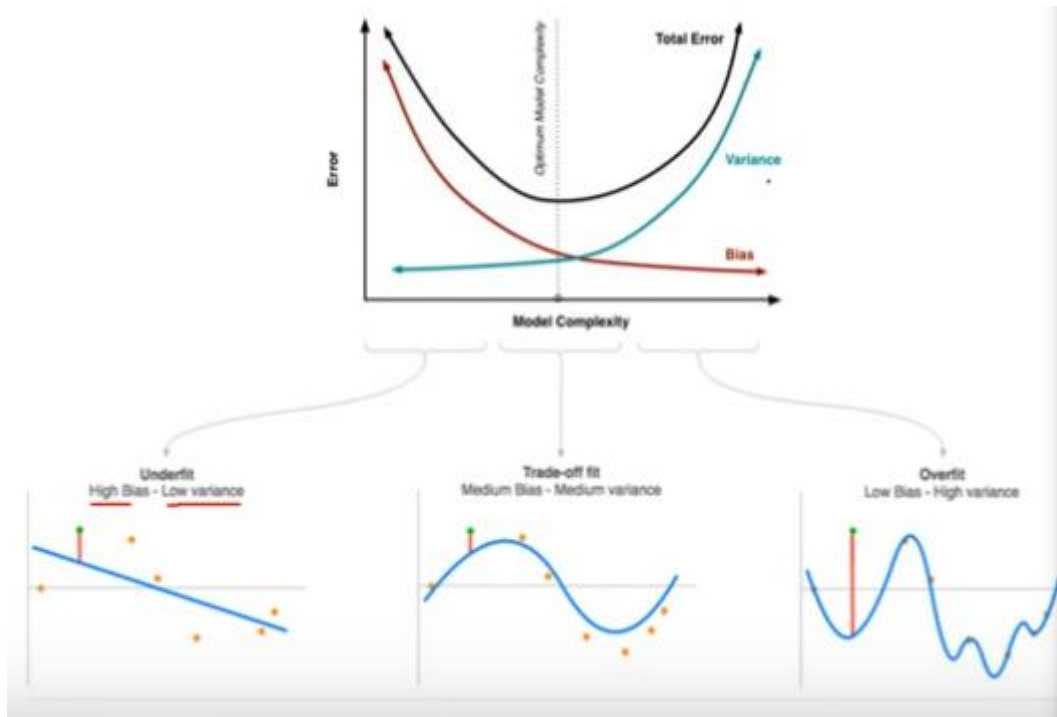 Total Error
Optimum Model Complexity
Variance
Error
Bias
Model Complexity
Underfit
High Bias - Low variance
Trade-off fit
Medium Bias - Medium variance
Overfit
Low Bias - High variance